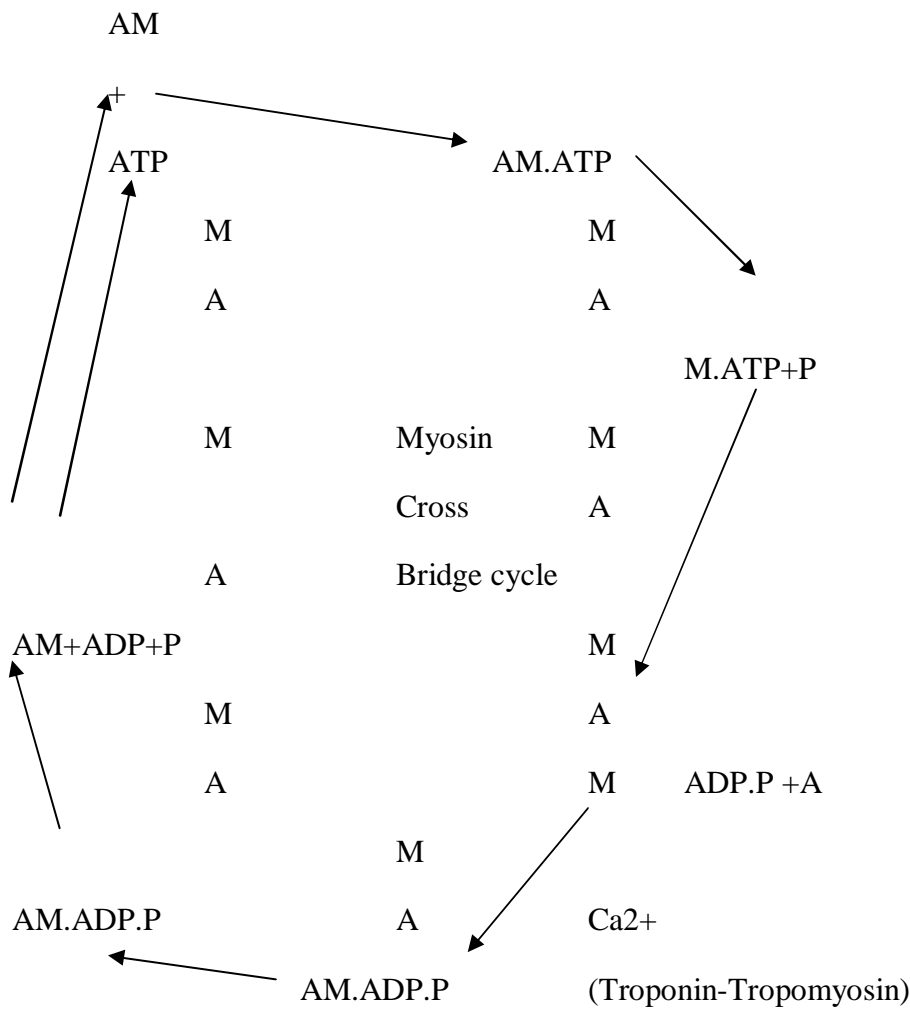 AM
+
ATP AM.ATP
M M
A A
M.ATP+P
M Myosin M
Cross A
A Bridge cycle
AM+ADP+P M
M A
A M ADP.P +A
M
AM.ADP.P A Ca2+
AM.ADP.P (Troponin-Tropomyosin)